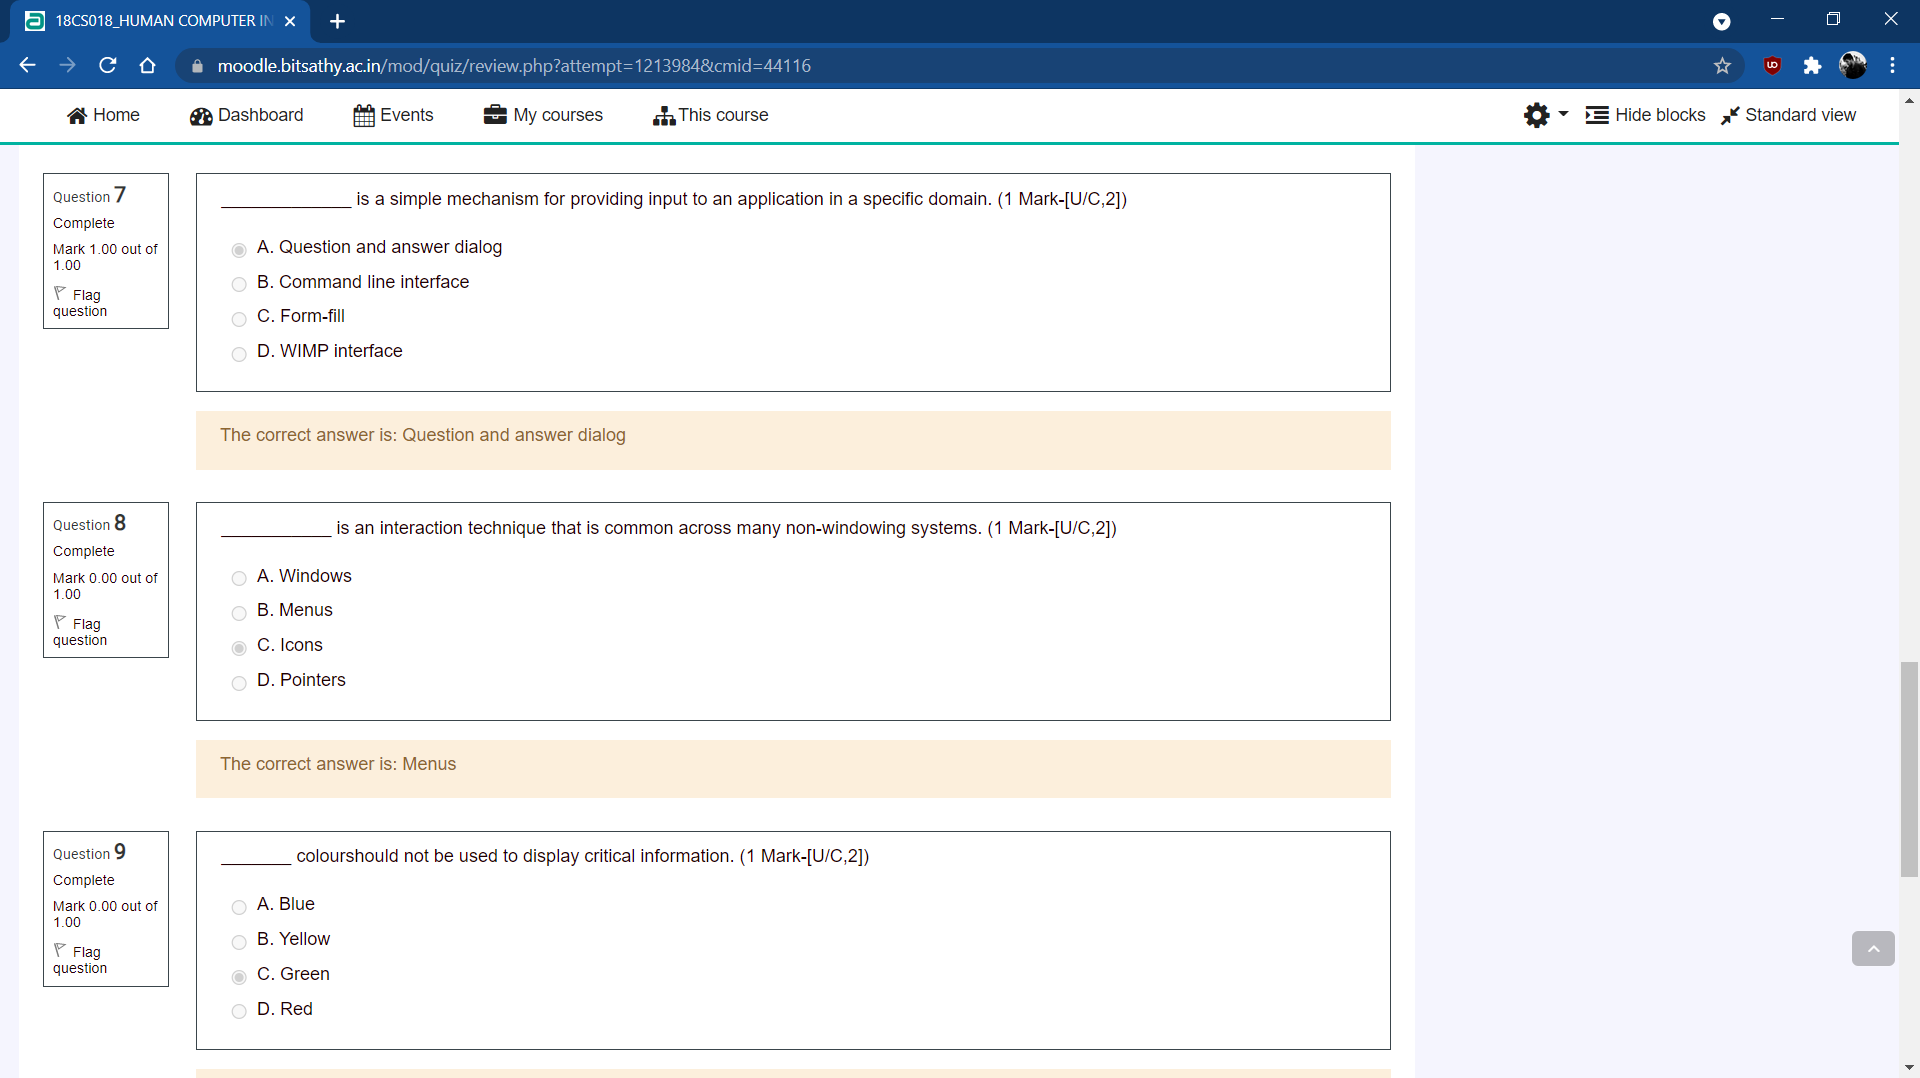 18CS018_HUMAN COMPUTER IN
moodle.bitsathy.ac.in/mod/quiz/review.php?attempt=1213984&cmid=44116
Home Dashboard Events My courses This course Hide blocks Standard view
Question 7
Complete
Mark 1.00 out of
1.00
Flag
question
_____________ is a simple mechanism for providing input to an application in a specific domain. (1 Mark-[U/C,2])
A. Question and answer dialog
B. Command line interface
C. Form-fill
D. WIMP interface
The correct answer is: Question and answer dialog
Question 8
Complete
Mark 0.00 out of
1.00
Flag
question
___________ is an interaction technique that is common across many non-windowing systems. (1 Mark-[U/C,2])
A. Windows
B. Menus
C. Icons
D. Pointers
The correct answer is: Menus
Question 9
Complete
Mark 0.00 out of
1.00
Flag
question
_______ colourshould not be used to display critical information. (1 Mark-[U/C,2])
A. Blue
B. Yellow
C. Green
D. Red